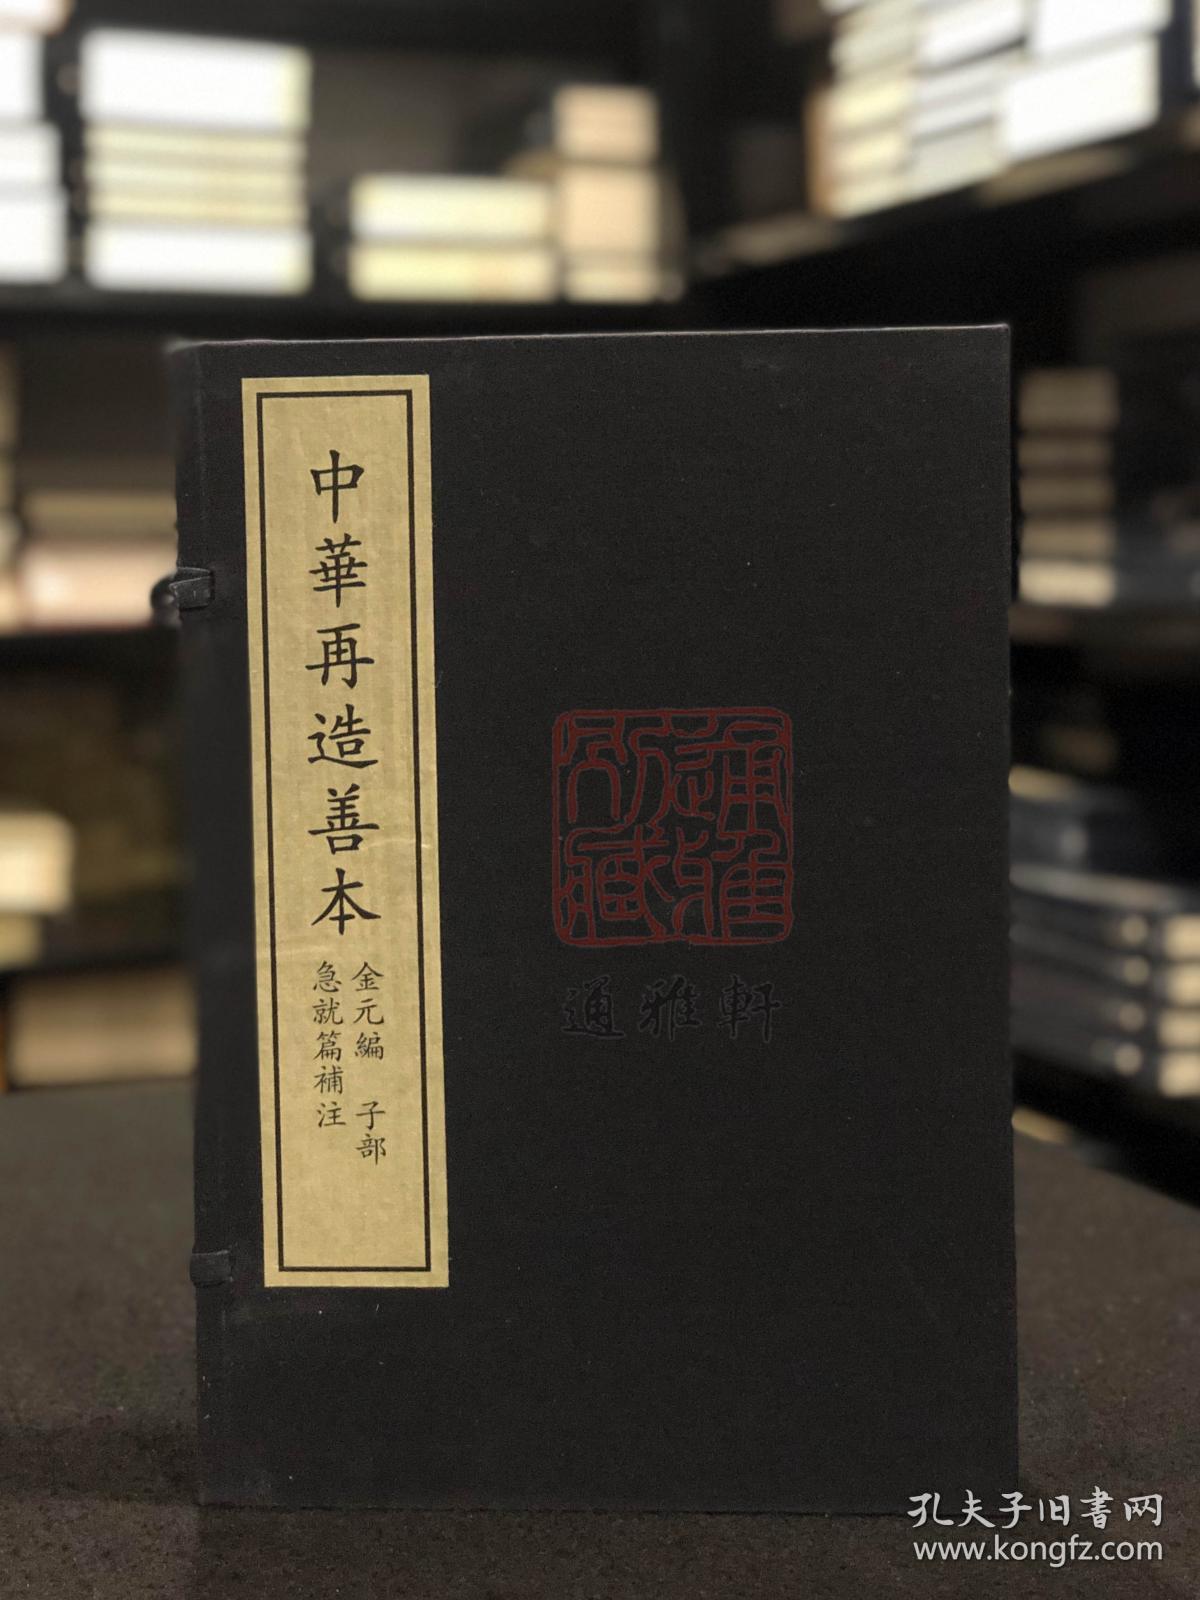 中華再造善本
金元編 子部
急就篇補注
通雅軒
通雅軒藏
孔夫子旧书网
www.kongfz.com